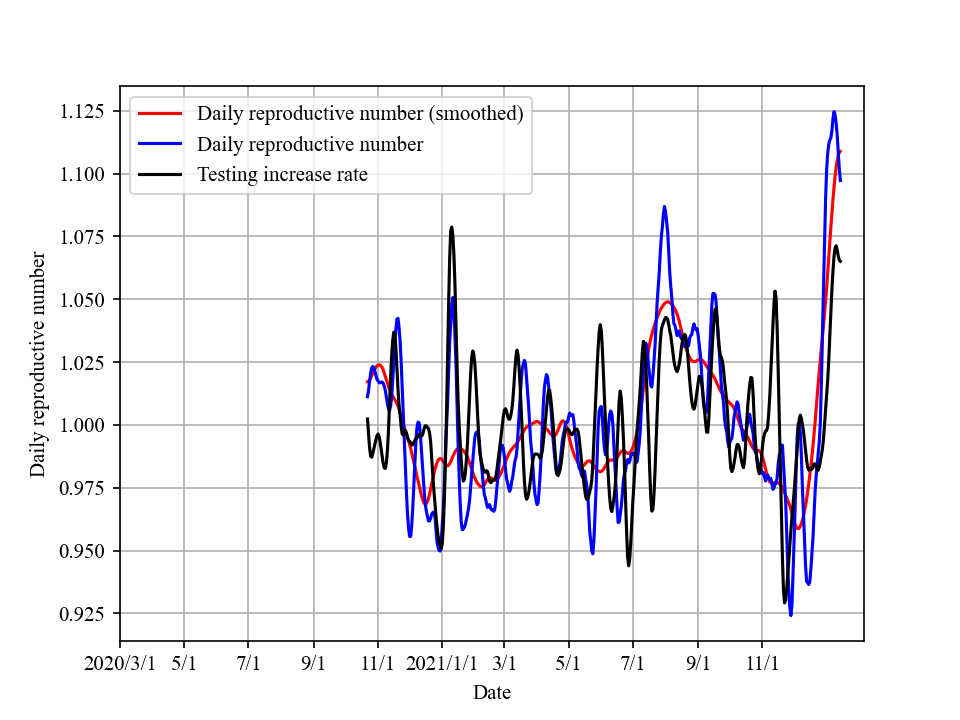 Daily reproductive number (smoothed)
Daily reproductive number
Testing increase rate
1.125
1.100
1.075
1.050
1.025
1.000
0.975
0.950
0.925
Daily reproductive number
2020/3/1 5/1 7/1 9/1 11/1 2021/1/1 3/1 5/1 7/1 9/1 11/1
Date